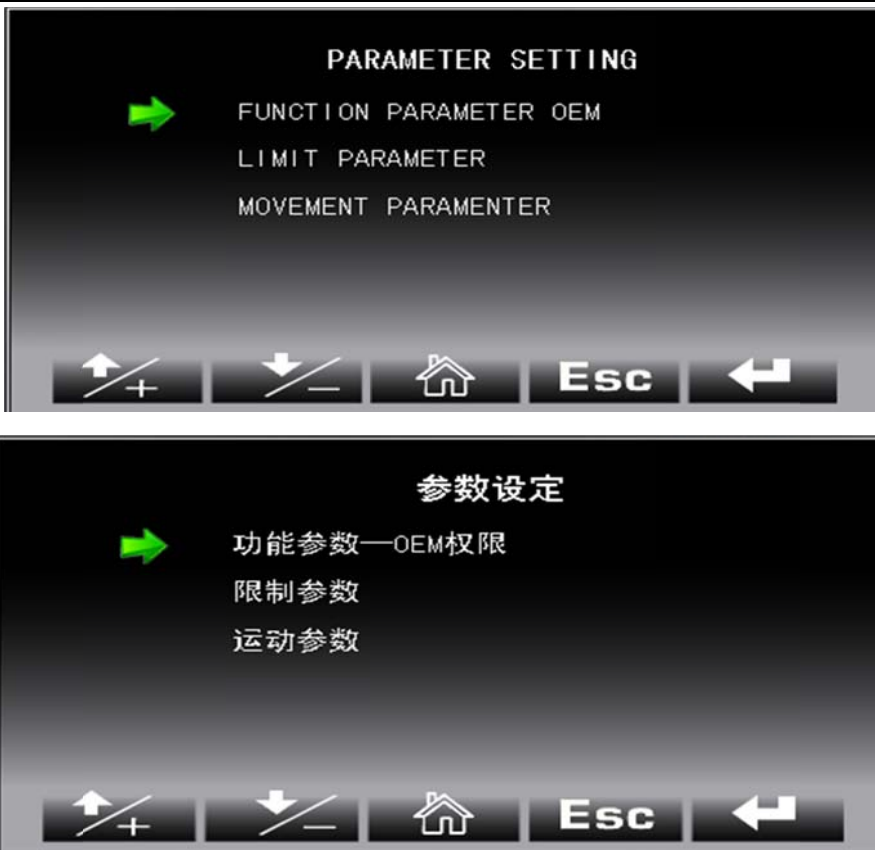 PARAMETER SETTING
FUNCTION PARAMETER OEM
LIMIT PARAMETER
MOVEMENT PARAMENTER
+ - Esc
参数设定
功能参数—OEM权限
限制参数
运动参数
+ - Esc